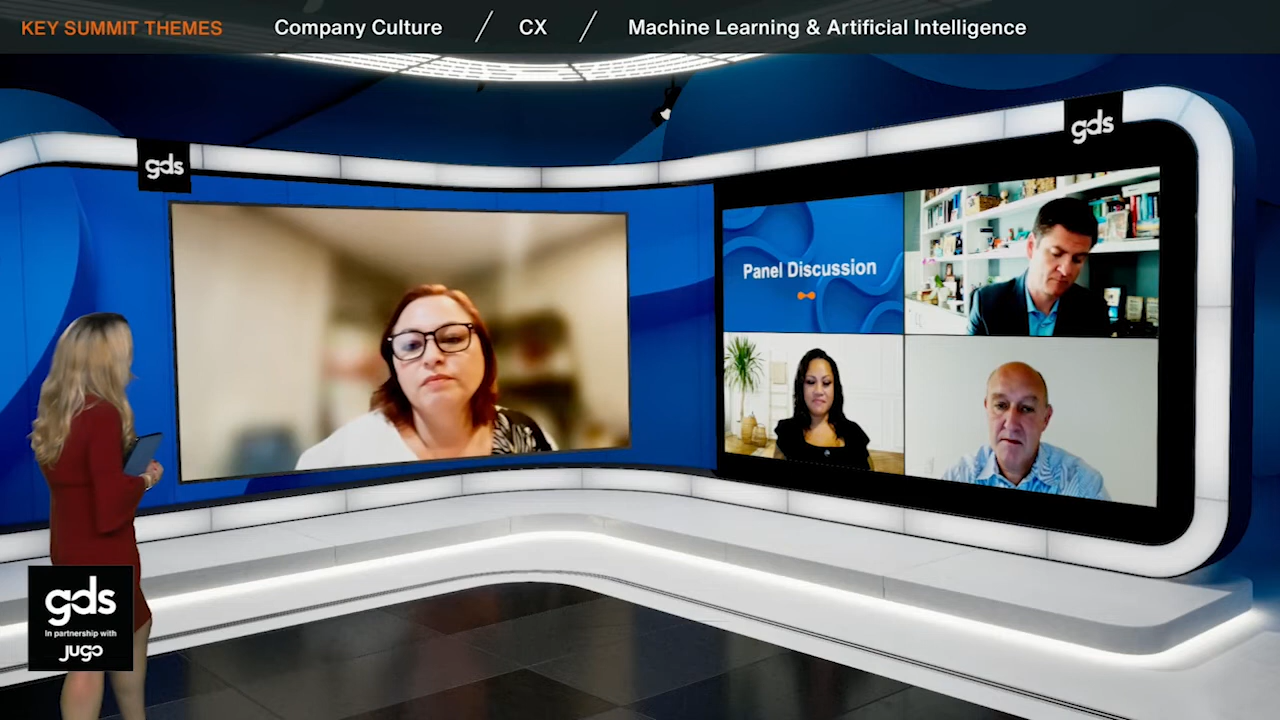 KEY SUMMIT THEMES Company Culture / CX / Machine Learning & Artificial Intelligence
gds
gds
Panel Discussion
gds
In partnership with
jugo